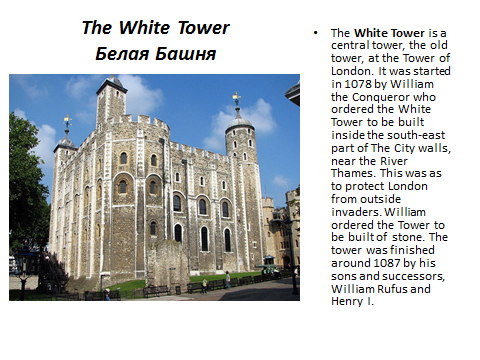 The White Tower
Белая Башня
• The White Tower is a
central tower, the old
tower, at the Tower of
London. It was started
in 1078 by William
the Conqueror who
ordered the White
Tower to be built
inside the south-east
part of The City walls,
near the River
Thames. This was as
to protect London
from outside
invaders. William
ordered the Tower to
be built of stone. The
tower was finished
around 1087 by his
sons and successors,
William Rufus and
Henry I.